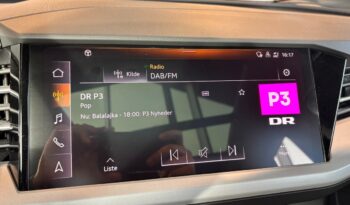 16:17
Kilde
Radio
DAB/FM
DR P3
Pop
Nu: Balalajka - 18:00: P3 Nyheder
P3
DR
Liste